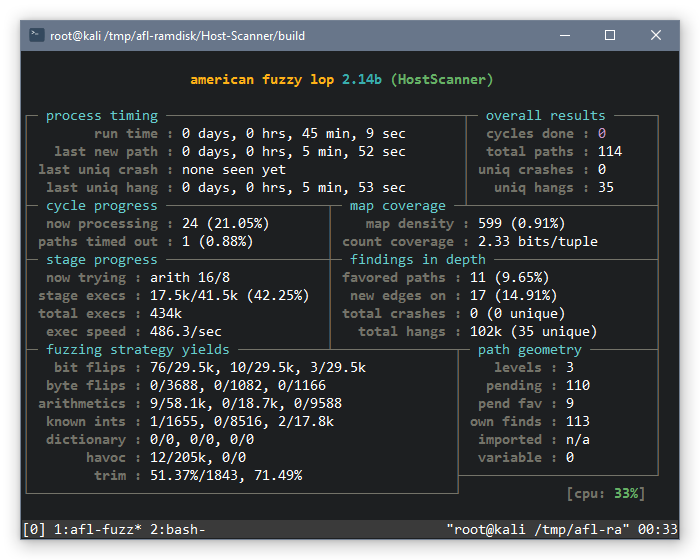 root@kali /tmp/afl-ramdisk/Host-Scanner/build
american fuzzy lop 2.14b (HostScanner)
process timing overall results
run time : 0 days, 0 hrs, 45 min, 9 sec cycles done : 0
last new path : 0 days, 0 hrs, 5 min, 52 sec total paths : 114
last uniq crash : none seen yet uniq crashes : 0
last uniq hang : 0 days, 0 hrs, 5 min, 53 sec uniq hangs : 35
cycle progress map coverage
now processing : 24 (21.05%) map density : 599 (0.91%)
paths timed out : 1 (0.88%) count coverage : 2.33 bits/tuple
stage progress findings in depth
now trying : arith 16/8 favored paths : 11 (9.65%)
stage execs : 17.5k/41.5k (42.25%) new edges on : 17 (14.91%)
total execs : 434k total crashes : 0 (0 unique)
exec speed : 486.3/sec total hangs : 102k (35 unique)
fuzzing strategy yields path geometry
bit flips : 76/29.5k, 10/29.5k, 3/29.5k levels : 3
byte flips : 0/3688, 0/1082, 0/1166 pending : 110
arithmetics : 9/58.1k, 0/18.7k, 0/9588 pend fav : 9
known ints : 1/1655, 0/8516, 2/17.8k own finds : 113
dictionary : 0/0, 0/0, 0/0 imported : n/a
havoc : 12/205k, 0/0 variable : 0
trim : 51.37%/1843, 71.49%
[cpu: 33%]
[0] 1:afl-fuzz* 2:bash- "root@kali /tmp/afl-ra" 00:33